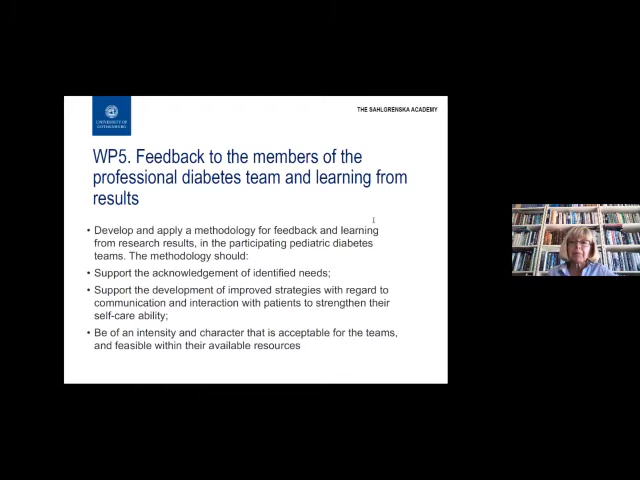 UNIVERSITY OF
GOTHENBURG
THE SAHLGRENSKA ACADEMY
WP5. Feedback to the members of the
professional diabetes team and learning from
results
• Develop and apply a methodology for feedback and learning
from research results, in the participating pediatric diabetes
teams. The methodology should:
• Support the acknowledgement of identified needs;
• Support the development of improved strategies with regard to
communication and interaction with patients to strengthen their
self-care ability;
• Be of an intensity and character that is acceptable for the teams,
and feasible within their available resources